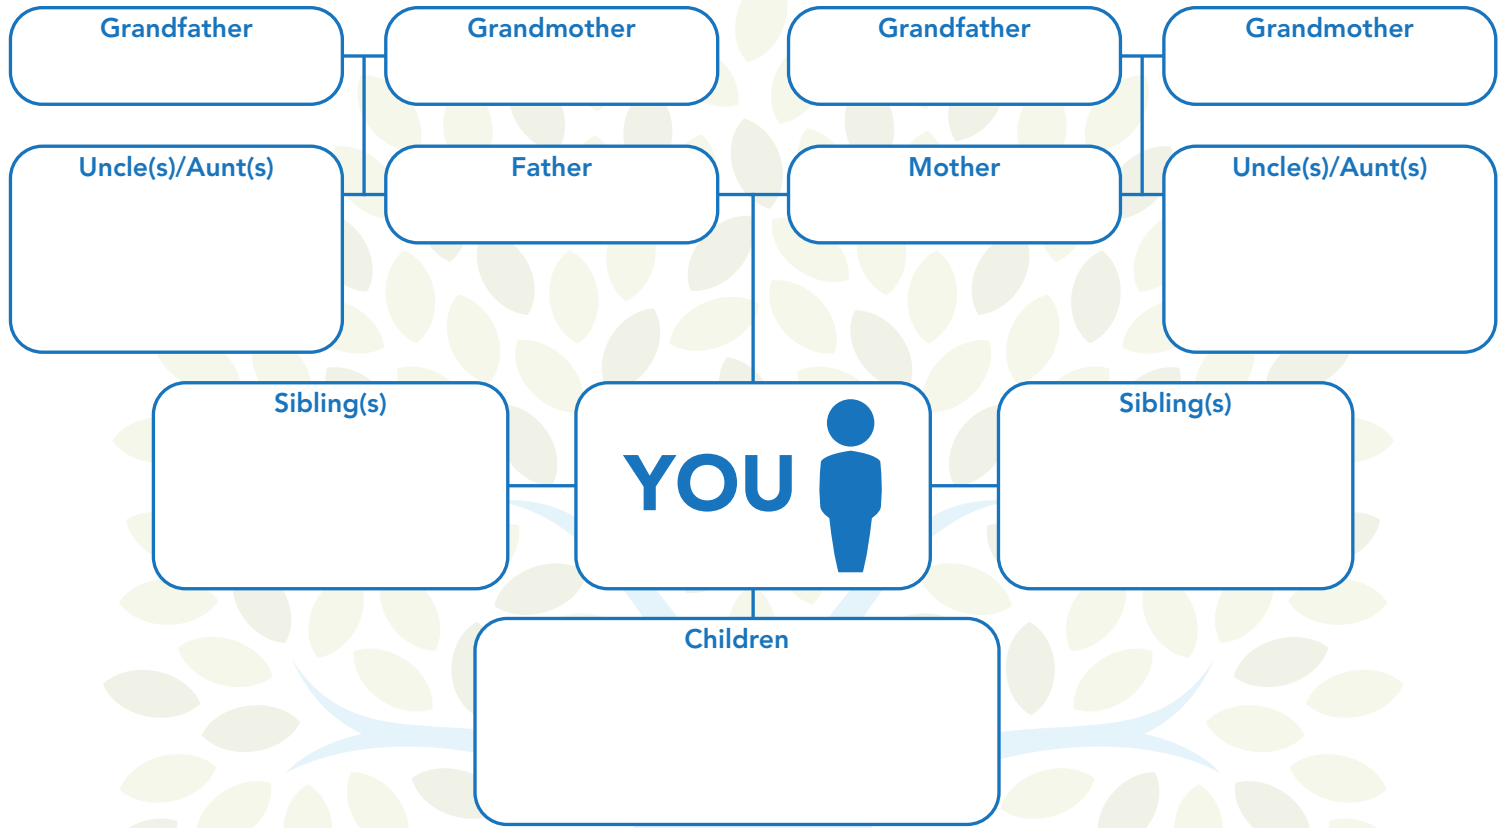 Grandfather
Grandmother
Grandfather
Grandmother
Uncle(s)/Aunt(s)
Father
Mother
Uncle(s)/Aunt(s)
Sibling(s)
YOU
Sibling(s)
Children